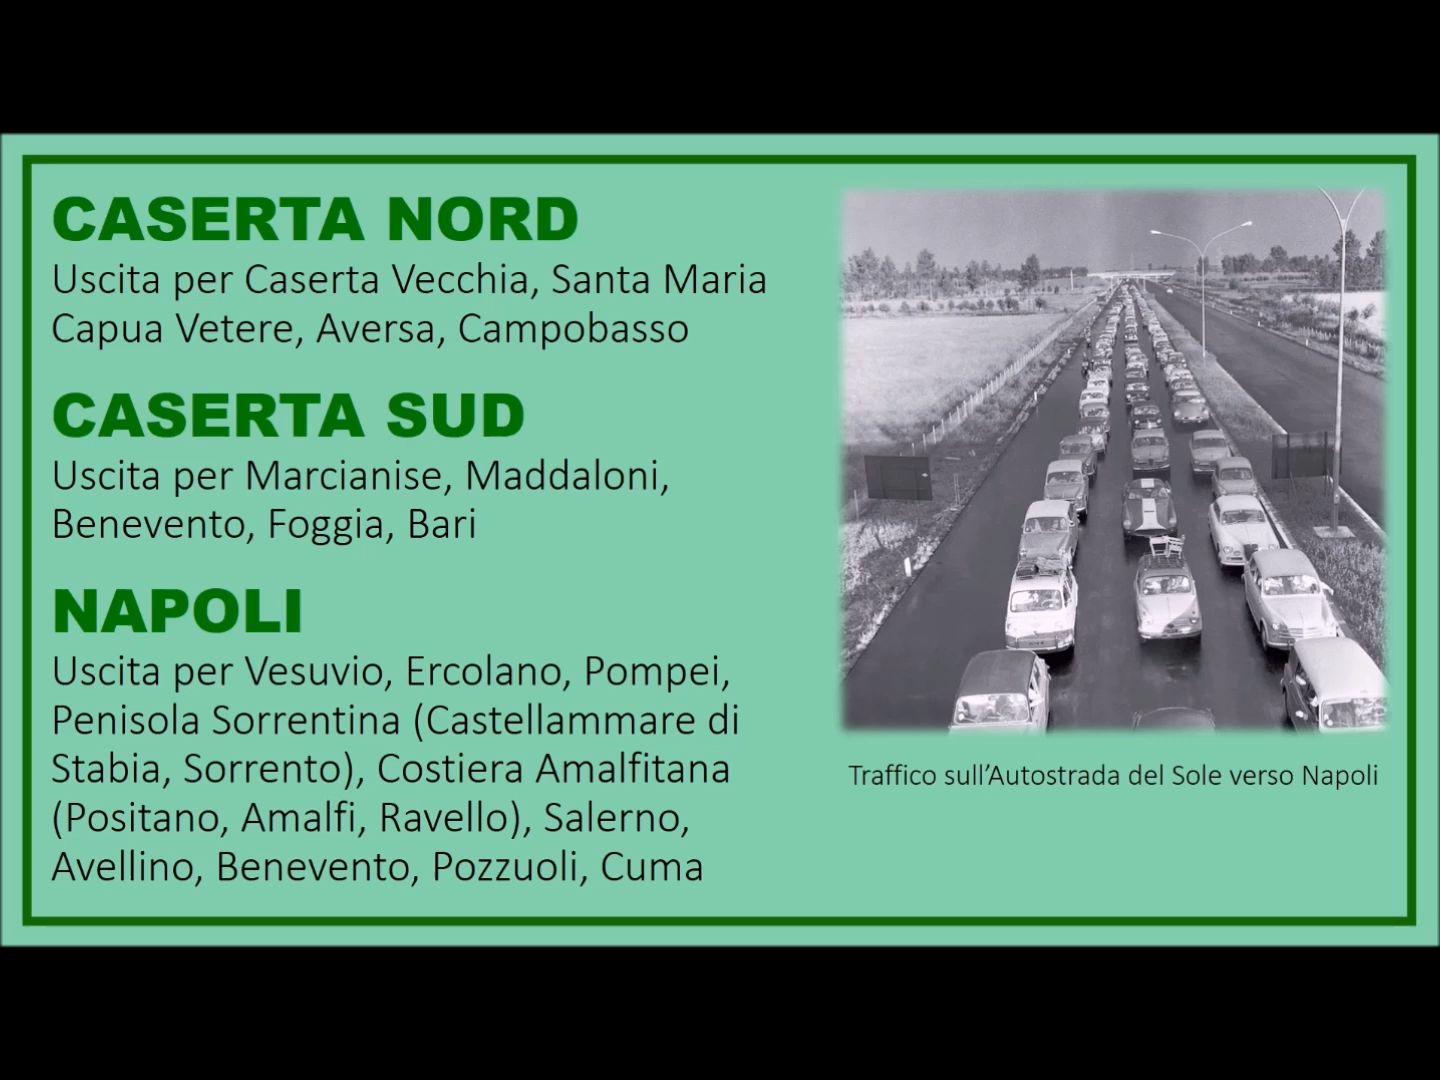 CASERTA NORD
Uscita per Caserta Vecchia, Santa Maria
Capua Vetere, Aversa, Campobasso
CASERTA SUD
Uscita per Marcianise, Maddaloni,
Benevento, Foggia, Bari
NAPOLI
Uscita per Vesuvio, Ercolano, Pompei,
Penisola Sorrentina (Castellammare di
Stabia, Sorrento), Costiera Amalfitana
(Positano, Amalfi, Ravello), Salerno,
Avellino, Benevento, Pozzuoli, Cuma
Traffico sull’Autostrada del Sole verso Napoli